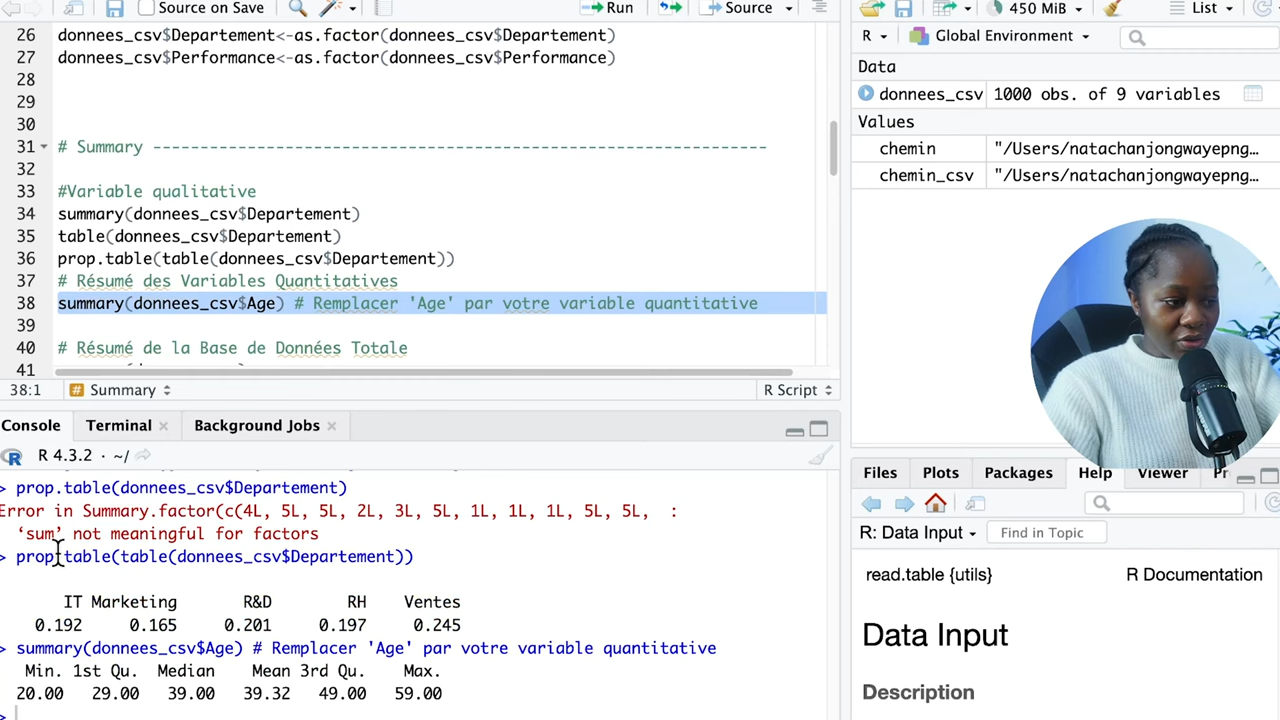 Source on Save
Run
Source
26 donnees_csv$Departement<-as.factor(donnees_csv$Departement)
27 donnees_csv$Performance<-as.factor(donnees_csv$Performance)
28
29
30
31 # Summary -----------------------------------------------------------------
32
33 #Variable qualitative
34 summary(donnees_csv$Departement)
35 table(donnees_csv$Departement)
36 prop.table(table(donnees_csv$Departement))
37 # Résumé des Variables Quantitatives
38 summary(donnees_csv$Age) # Remplacer 'Age' par votre variable quantitative
39
40 # Résumé de la Base de Données Totale
41
38:1 # Summary R Script
Console Terminal Background Jobs
R 4.3.2 · ~/
> prop.table(donnees_csv$Departement)
Error in Summary.factor(c(4L, 5L, 5L, 2L, 3L, 5L, 1L, 1L, 1L, 5L, 5L, :
‘sum’ not meaningful for factors
> prop.table(table(donnees_csv$Departement))
IT Marketing R&D RH Ventes
0.192 0.165 0.201 0.197 0.245
> summary(donnees_csv$Age) # Remplacer 'Age' par votre variable quantitative
Min. 1st Qu. Median Mean 3rd Qu. Max.
20.00 29.00 39.00 39.32 49.00 59.00
>
450 MiB List
R Global Environment
Data
donnees_csv 1000 obs. of 9 variables
Values
chemin "/Users/natachanjongwayepng…
chemin_csv "/Users/natachanjongwayepng…
Files Plots Packages Help Viewer Pr
R: Data Input Find in Topic
read.table {utils} R Documentation
Data Input
Description